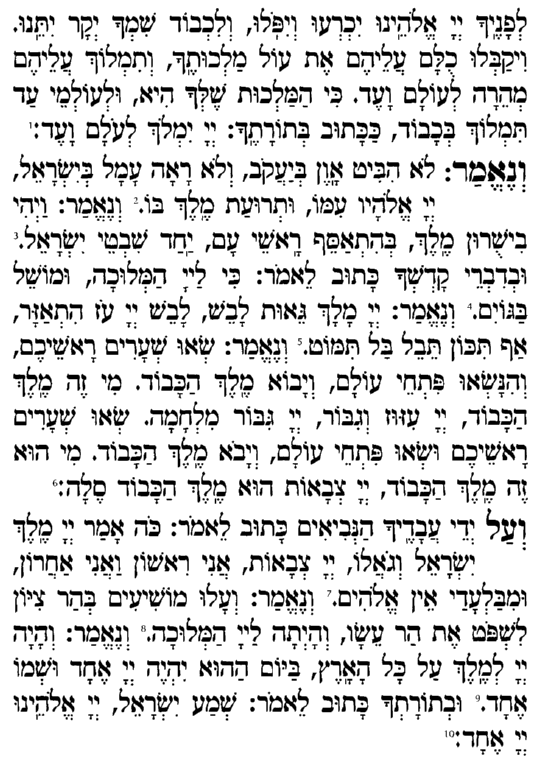 לְפָנֶיךָ יְיָ אֱלֹהֵינוּ יִכְרְעוּ וְיִפֹּלוּ, וְלִכְבוֹד שִׁמְךָ יְקָר יִתֵּנוּ.
וִיקַבְּלוּ כֻלָּם עֲלֵיהֶם אֶת עוֹל מַלְכוּתֶךָ, וְתִמְלוֹךְ עֲלֵיהֶם
מְהֵרָה לְעוֹלָם וָעֶד. כִּי הַמַּלְכוּת שֶׁלְּךָ הִיא, וּלְעוֹלְמֵי עַד
תִּמְלוֹךְ בְּכָבוֹד, כַּכָּתוּב בְּתוֹרָתֶךָ: יְיָ יִמְלֹךְ לְעֹלָם וָעֶד:1
וְנֶאֱמַר: לֹא הִבִּיט אָוֶן בְּיַעֲקֹב, וְלֹא רָאָה עָמָל בְּיִשְׂרָאֵל,
יְיָ אֱלֹהָיו עִמּוֹ, וּתְרוּעַת מֶלֶךְ בּוֹ.2 וְנֶאֱמַר: וַיְהִי
בִישֻׁרוּן מֶלֶךְ, בְּהִתְאַסֵּף רָאשֵׁי עָם, יַחַד שִׁבְטֵי יִשְׂרָאֵל.3
וּבְדִבְרֵי קָדְשְׁךָ כָּתוּב לֵאמֹר: כִּי לַייָ הַמְּלוּכָה, וּמוֹשֵׁל
בַּגּוֹיִם.4 וְנֶאֱמַר: יְיָ מָלָךְ גֵּאוּת לָבֵשׁ, לָבֵשׁ יְיָ עֹז הִתְאַזָּר,
אַף תִּכּוֹן תֵּבֵל בַּל תִּמּוֹט.5 וְנֶאֱמַר: שְׂאוּ שְׁעָרִים רָאשֵׁיכֶם,
וְהִנָּשְׂאוּ פִּתְחֵי עוֹלָם, וְיָבוֹא מֶלֶךְ הַכָּבוֹד. מִי זֶה מֶלֶךְ
הַכָּבוֹד, יְיָ עִזּוּז וְגִבּוֹר, יְיָ גִּבּוֹר מִלְחָמָה. שְׂאוּ שְׁעָרִים
רָאשֵׁיכֶם וּשְׂאוּ פִּתְחֵי עוֹלָם, וְיָבֹא מֶלֶךְ הַכָּבוֹד. מִי הוּא
זֶה מֶלֶךְ הַכָּבוֹד, יְיָ צְבָאוֹת הוּא מֶלֶךְ הַכָּבוֹד סֶלָה:6
וְעַל יְדֵי עֲבָדֶיךָ הַנְּבִיאִים כָּתוּב לֵאמֹר: כֹּה אָמַר יְיָ מֶלֶךְ
יִשְׂרָאֵל וְגֹאֲלוֹ, יְיָ צְבָאוֹת, אֲנִי רִאשׁוֹן וַאֲנִי אַחֲרוֹן,
וּמִבַּלְעָדַי אֵין אֱלֹהִים.7 וְנֶאֱמַר: וְעָלוּ מוֹשִׁיעִים בְּהַר צִיּוֹן
לִשְׁפֹּט אֶת הַר עֵשָׂו, וְהָיְתָה לַייָ הַמְּלוּכָה.8 וְנֶאֱמַר: וְהָיָה
יְיָ לְמֶלֶךְ עַל כָּל הָאָרֶץ, בַּיּוֹם הַהוּא יִהְיֶה יְיָ אֶחָד וּשְׁמוֹ
אֶחָד.9 וּבְתוֹרָתְךָ כָּתוּב לֵאמֹר: שְׁמַע יִשְׂרָאֵל, יְיָ אֱלֹהֵינוּ
יְיָ אֶחָד:10